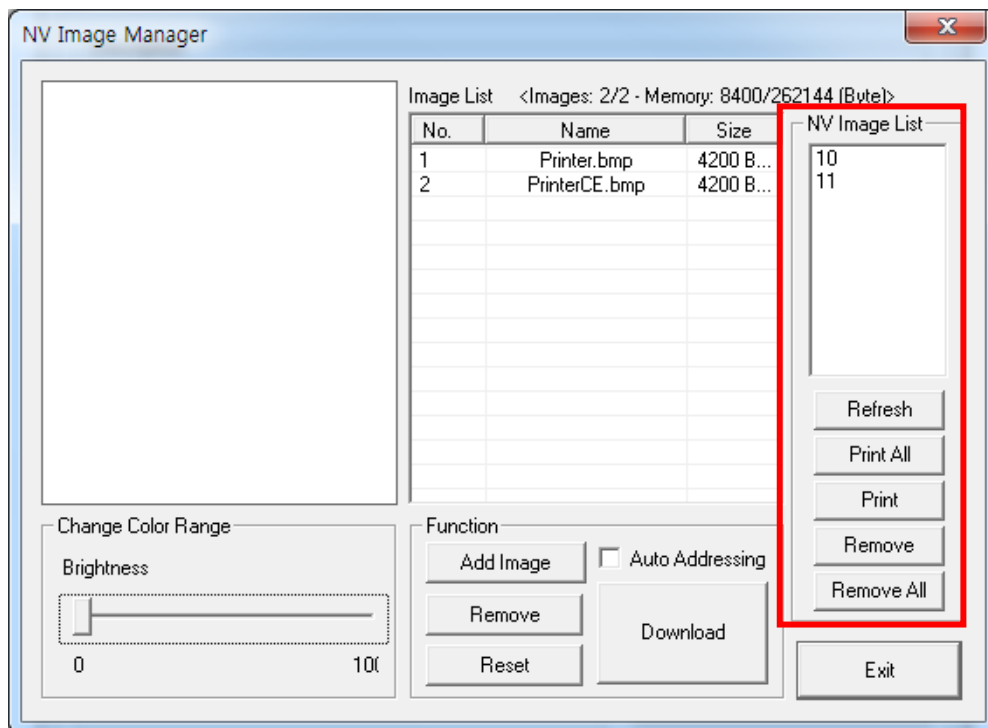 NV Image Manager
Image List <Images: 2/2 - Memory: 8400/262144 (Byte)>
No. Name Size
1 Printer.bmp 4200 B...
2 PrinterCE.bmp 4200 B...
NV Image List
10
11
Refresh
Print All
Print
Remove
Remove All
Change Color Range
Brightness
0 10(
Function
Add Image
Auto Addressing
Remove
Download
Reset
Exit